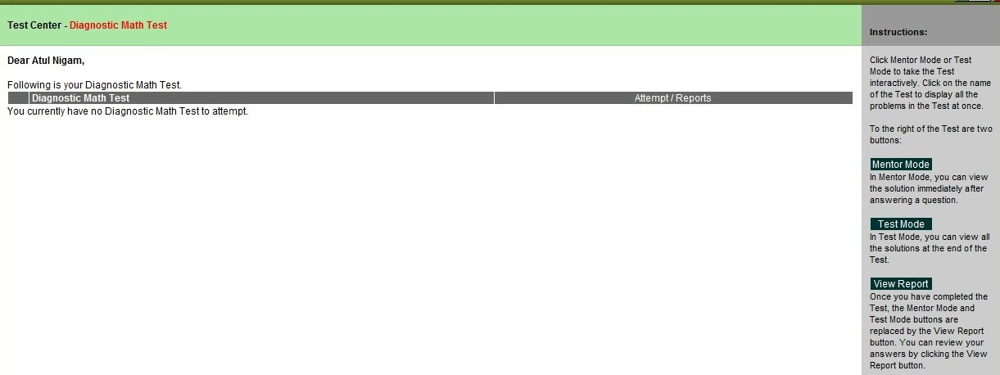 Test Center - Diagnostic Math Test
Dear Atul Nigam,
Following is your Diagnostic Math Test.
Diagnostic Math Test Attempt / Reports
You currently have no Diagnostic Math Test to attempt.
Instructions:
Click Mentor Mode or Test
Mode to take the Test
interactively. Click on the name
of the Test to display all the
problems in the Test at once.
To the right of the Test are two
buttons:
Mentor Mode
In Mentor Mode, you can view
the solution immediately after
answering a question.
Test Mode
In Test Mode, you can view all
the solutions at the end of the
Test.
View Report
Once you have completed the
Test, the Mentor Mode and
Test Mode buttons are
replaced by the View Report
button. You can review your
answers by clicking the View
Report button.